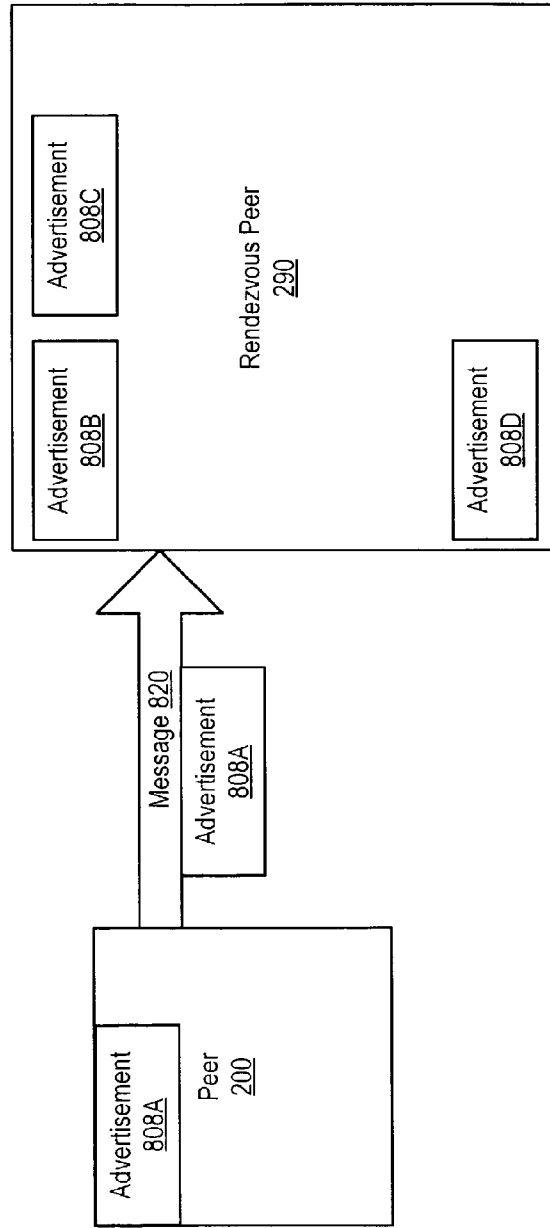 Advertisement
808A
Peer
200
Message 820
Advertisement
808A
Advertisement
808B
Advertisement
808C
Rendezvous Peer
290
Advertisement
808D